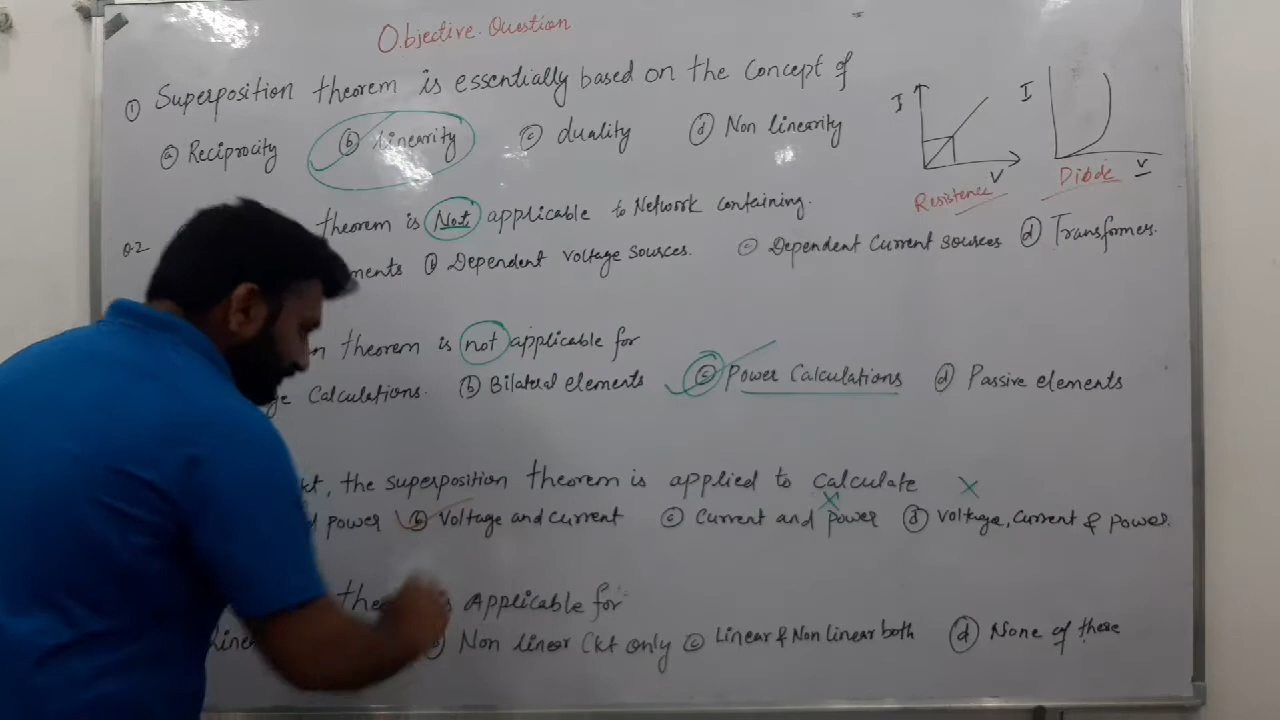 Objective Question
① Superposition theorem is essentially based on the concept of
ⓐ Reciprocity ⓑ Linearity ⓒ duality ⓓ Non linearity
I
V
Resistence
I
V
Diode
Q2 theorem is Not applicable to Network containing.
ments Dependent voltage sources. ⓒ Dependent Current sources ⓓ Transformers.
n theorem is not applicable for
ge Calculations. ⓑ Bilateral elements ⓒ Power Calculations ⓓ Passive elements
kt, the superposition theorem is applied to calculate
power ⓑ Voltage and current ⓒ Current and power ⓓ Voltage, current & power.
Applicable for
Non linear Ckt only ⓒ Linear & Non linear both ⓓ None of these